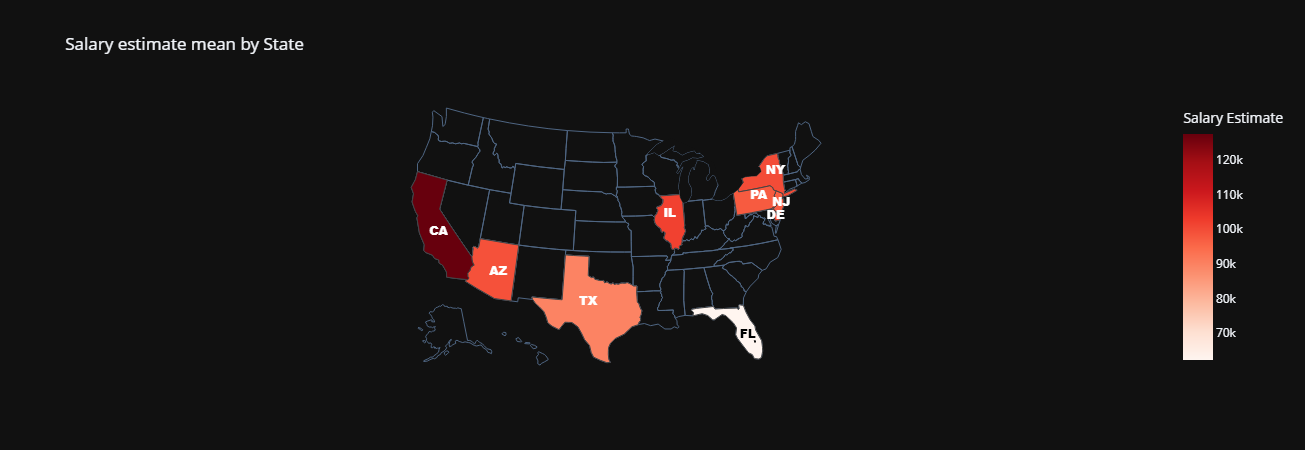 Salary estimate mean by State
Salary Estimate
120k
110k
100k
90k
80k
70k
NY
PA
NJ
DE
IL
CA
AZ
TX
FL